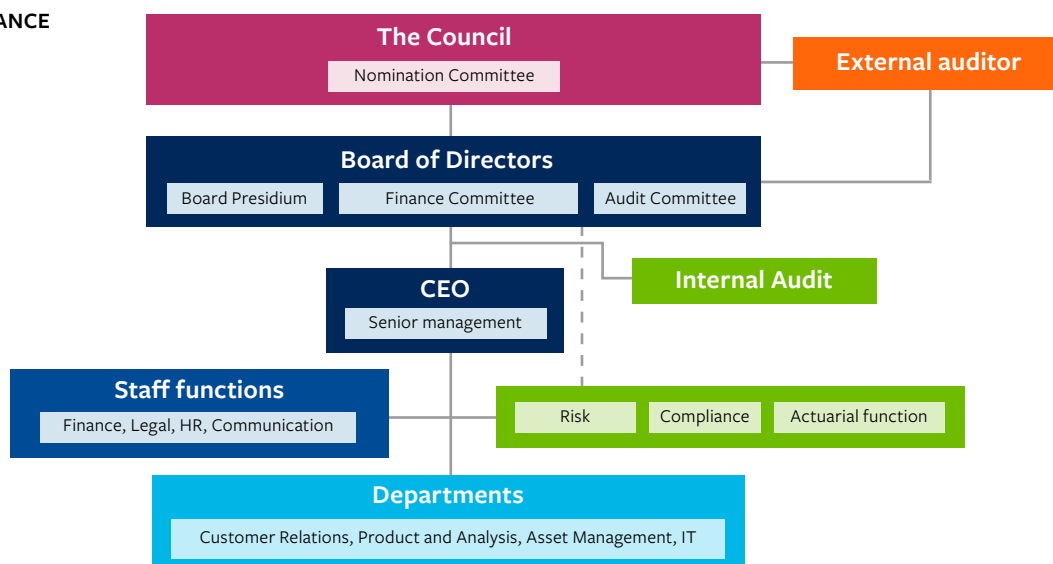 ANCE
The Council
Nomination Committee
External auditor
Board of Directors
Board Presidium
Finance Committee
Audit Committee
Internal Audit
CEO
Senior management
Staff functions
Finance, Legal, HR, Communication
Risk
Compliance
Actuarial function
Departments
Customer Relations, Product and Analysis, Asset Management, IT